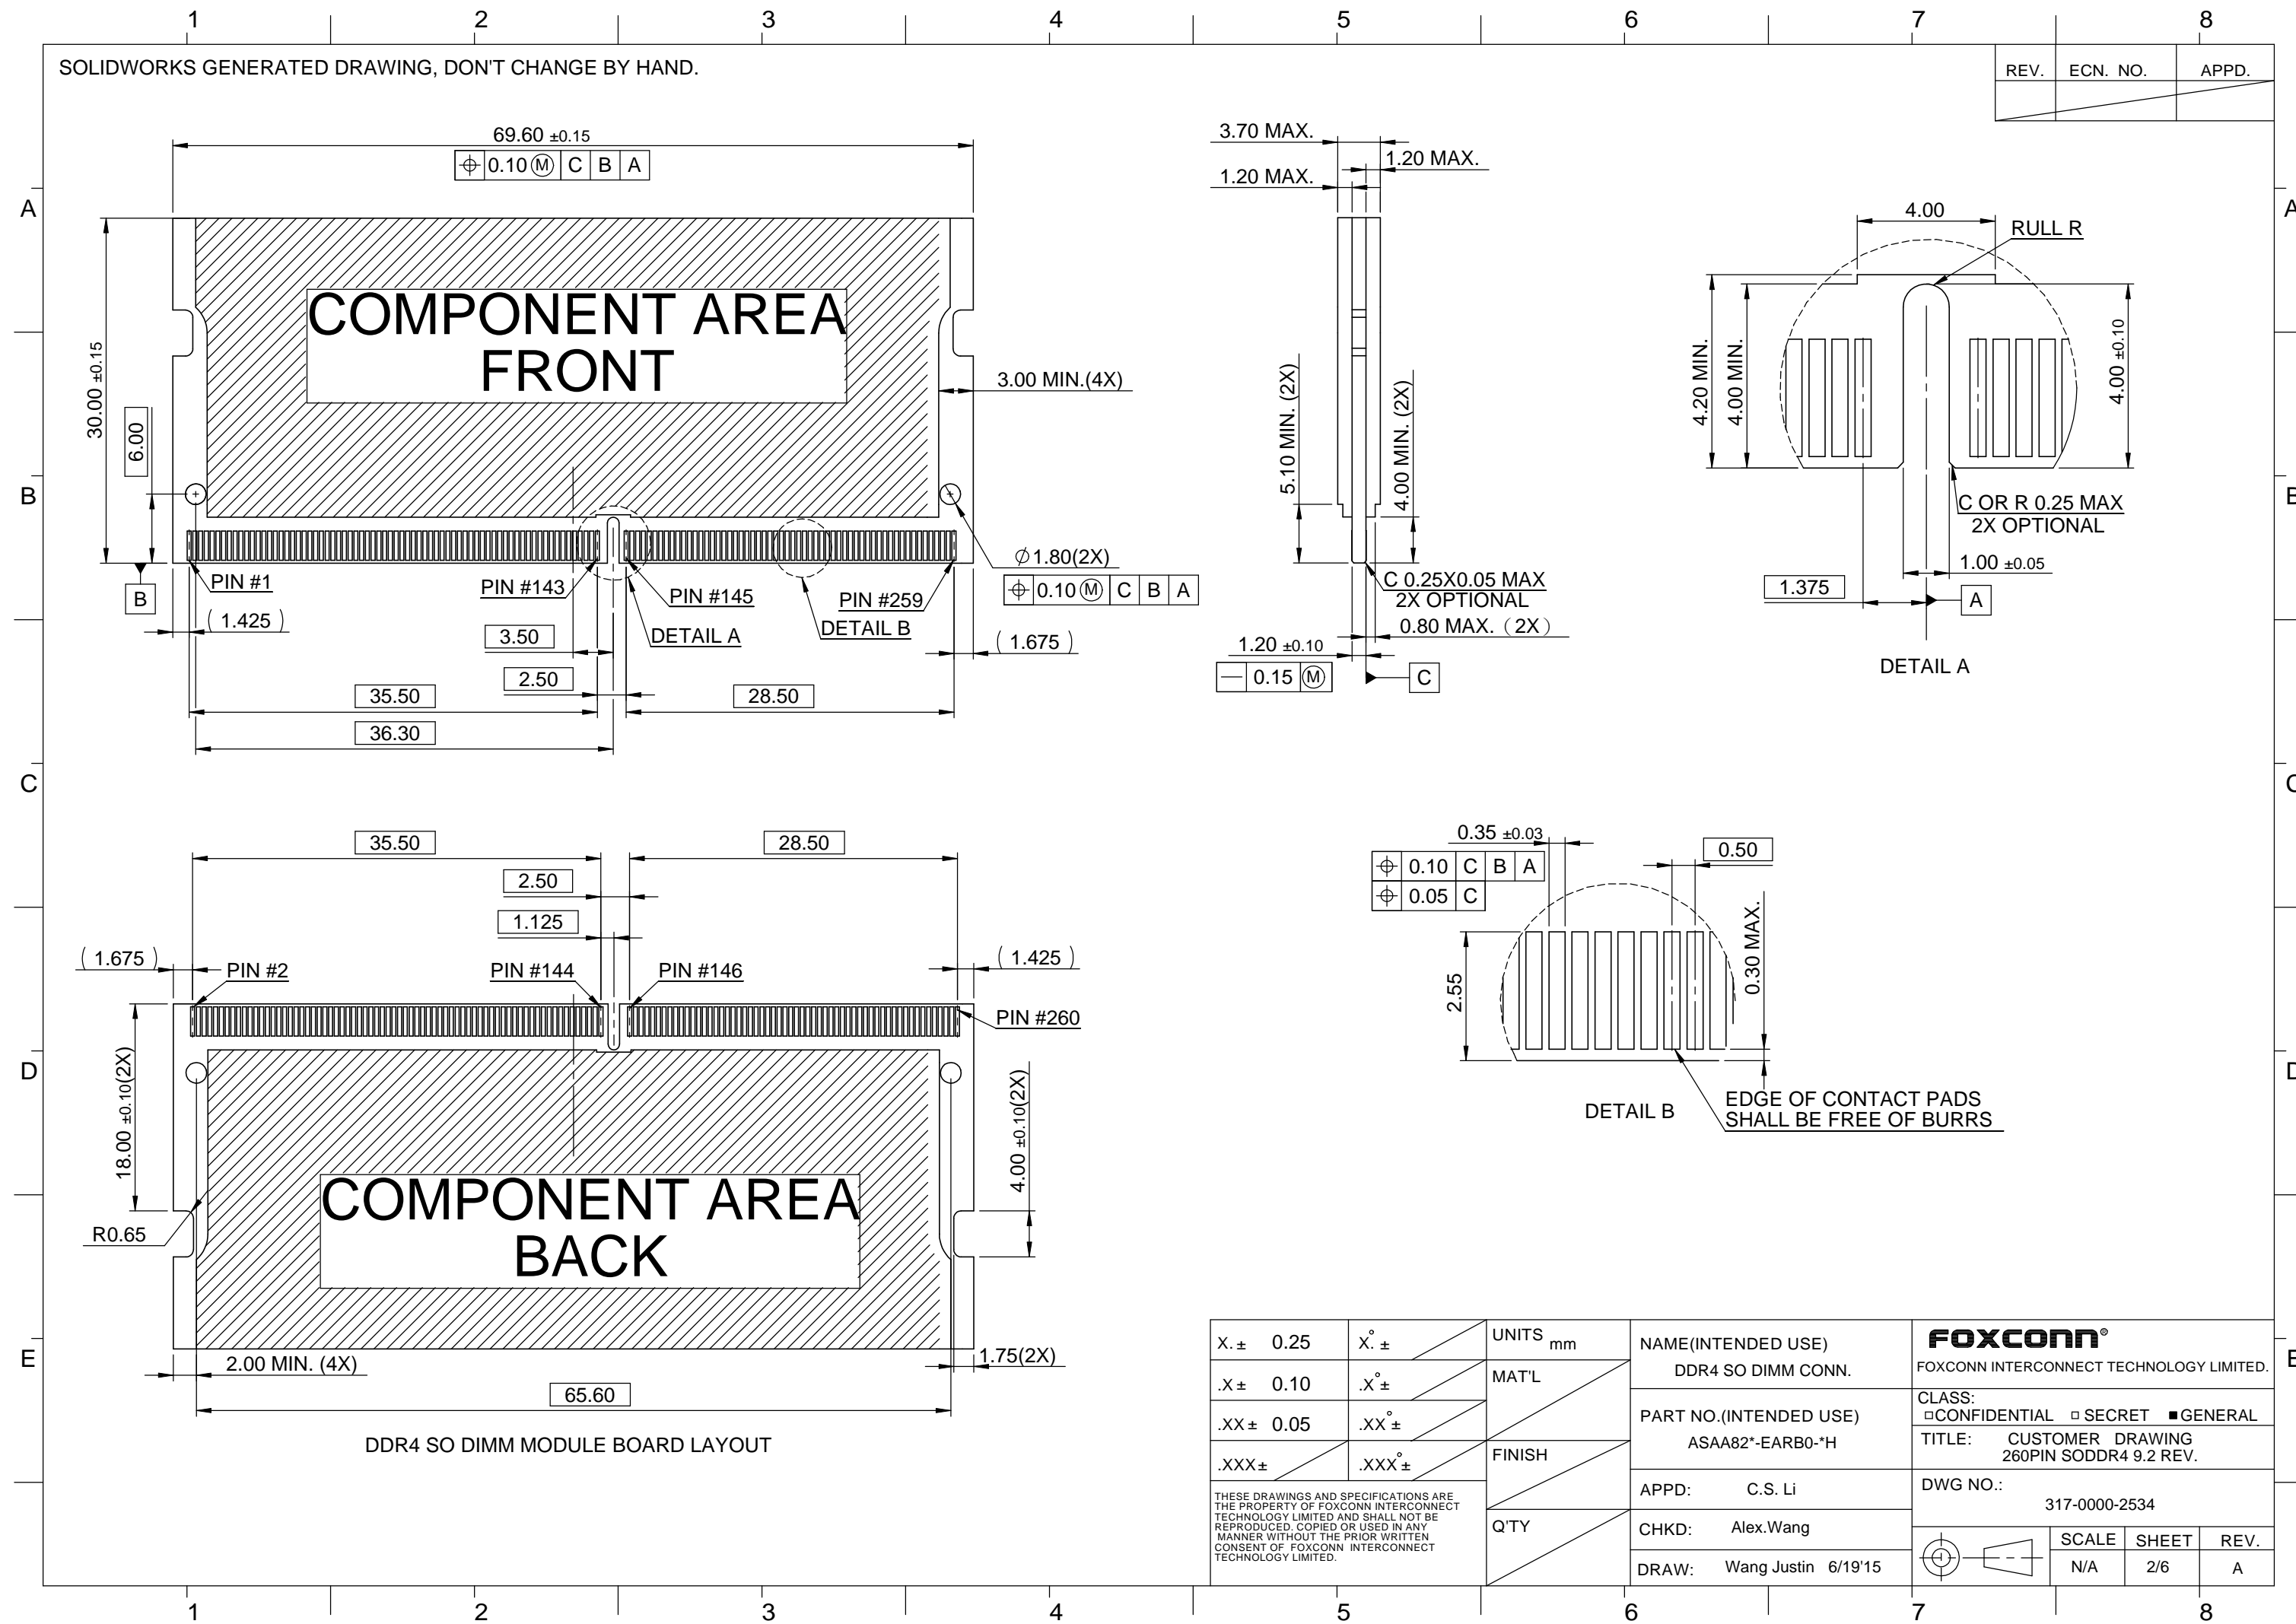 1 2 3 4 5 6 7 8
SOLIDWORKS GENERATED DRAWING, DON'T CHANGE BY HAND.
REV. ECN. NO. APPD.
A A
B B
C C
D D
E E
69.60 ±0.15
⌖ 0.10 Ⓜ C B A
30.00 ±0.15
6.00
COMPONENT AREA
FRONT
3.00 MIN.(4X)
∅1.80(2X)
⌖ 0.10 Ⓜ C B A
B
PIN #1
PIN #143
PIN #145
PIN #259
( 1.425 )
DETAIL A
DETAIL B
3.50
( 1.675 )
2.50
35.50
28.50
36.30
3.70 MAX.
1.20 MAX.
1.20 MAX.
5.10 MIN. (2X)
4.00 MIN. (2X)
C 0.25X0.05 MAX
2X OPTIONAL
0.80 MAX.（2X）
1.20 ±0.10
— 0.15 Ⓜ
C
4.00
RULL R
4.20 MIN.
4.00 MIN.
4.00 ±0.10
C OR R 0.25 MAX
2X OPTIONAL
1.00 ±0.05
1.375
A
DETAIL A
35.50
28.50
2.50
1.125
( 1.675 )
( 1.425 )
PIN #2
PIN #144
PIN #146
PIN #260
18.00 ±0.10(2X)
4.00 ±0.10(2X)
COMPONENT AREA
BACK
R0.65
2.00 MIN. (4X)
1.75(2X)
65.60
DDR4 SO DIMM MODULE BOARD LAYOUT
0.35 ±0.03
⌖ 0.10 C B A
⌖ 0.05 C
0.50
2.55
0.30 MAX.
DETAIL B
EDGE OF CONTACT PADS
SHALL BE FREE OF BURRS
X. ± 0.25 X.° ±
.X ± 0.10 .X° ±
.XX ± 0.05 .XX° ±
.XXX ± .XXX° ±
THESE DRAWINGS AND SPECIFICATIONS ARE
THE PROPERTY OF FOXCONN INTERCONNECT
TECHNOLOGY LIMITED AND SHALL NOT BE
REPRODUCED. COPIED OR USED IN ANY
MANNER WITHOUT THE PRIOR WRITTEN
CONSENT OF FOXCONN INTERCONNECT
TECHNOLOGY LIMITED.
UNITS mm
MAT'L
FINISH
Q'TY
NAME(INTENDED USE)
DDR4 SO DIMM CONN.
PART NO.(INTENDED USE)
ASAA82*-EARB0-*H
APPD: C.S. Li
CHKD: Alex.Wang
DRAW: Wang Justin 6/19'15
FOXCONN®
FOXCONN INTERCONNECT TECHNOLOGY LIMITED.
CLASS:
□CONFIDENTIAL □ SECRET ■GENERAL
TITLE: CUSTOMER DRAWING
260PIN SODDR4 9.2 REV.
DWG NO.:
317-0000-2534
SCALE SHEET REV.
N/A 2/6 A
1 2 3 4 5 6 7 8